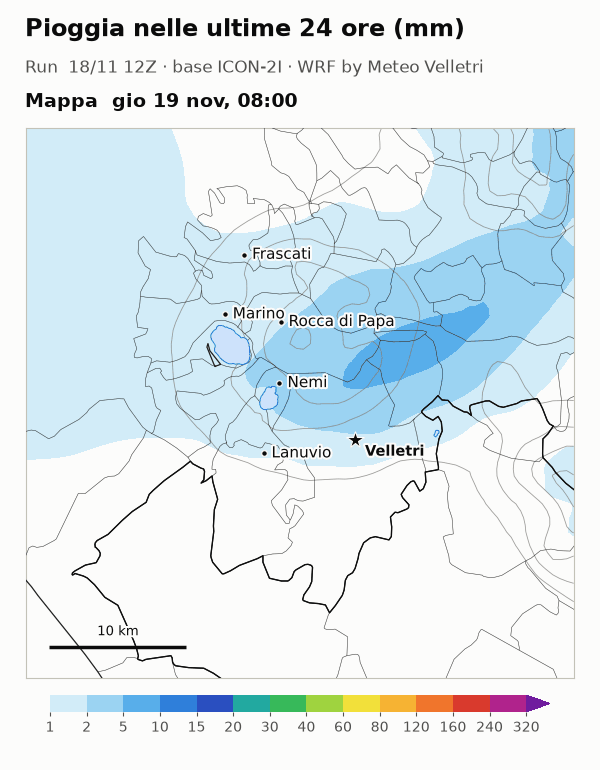 Pioggia nelle ultime 24 ore (mm)
Run 18/11 12Z · base ICON-2I · WRF by Meteo Velletri
Mappa gio 19 nov, 08:00
Frascati
Marino
Rocca di Papa
Nemi
Velletri
Lanuvio
10 km
1 2 5 10 15 20 30 40 60 80 120 160 240 320